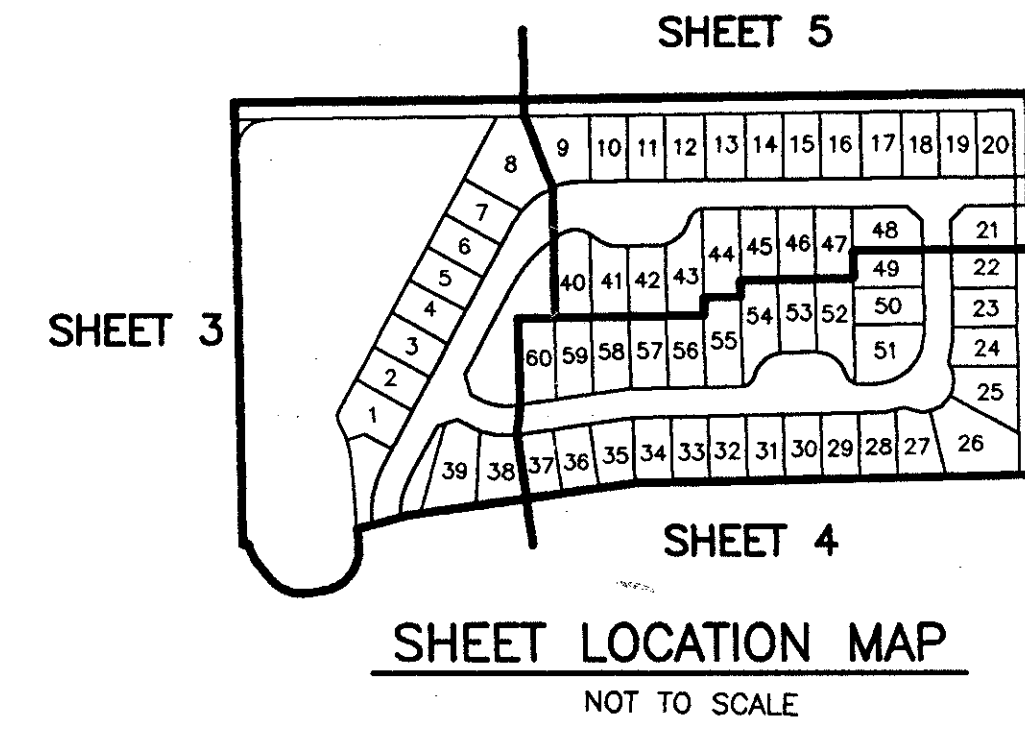 SHEET 5
9 10 11 12 13 14 15 16 17 18 19 20
8
7
6
5
4
3
2
1
48 21
44 45 46 47
40 41 42 43
49 22
50 23
51 24
60 59 58 57 56 55 54 53 52
25
39 38 37 36 35 34 33 32 31 30 29 28 27 26
SHEET 3
SHEET 4
SHEET LOCATION MAP
NOT TO SCALE